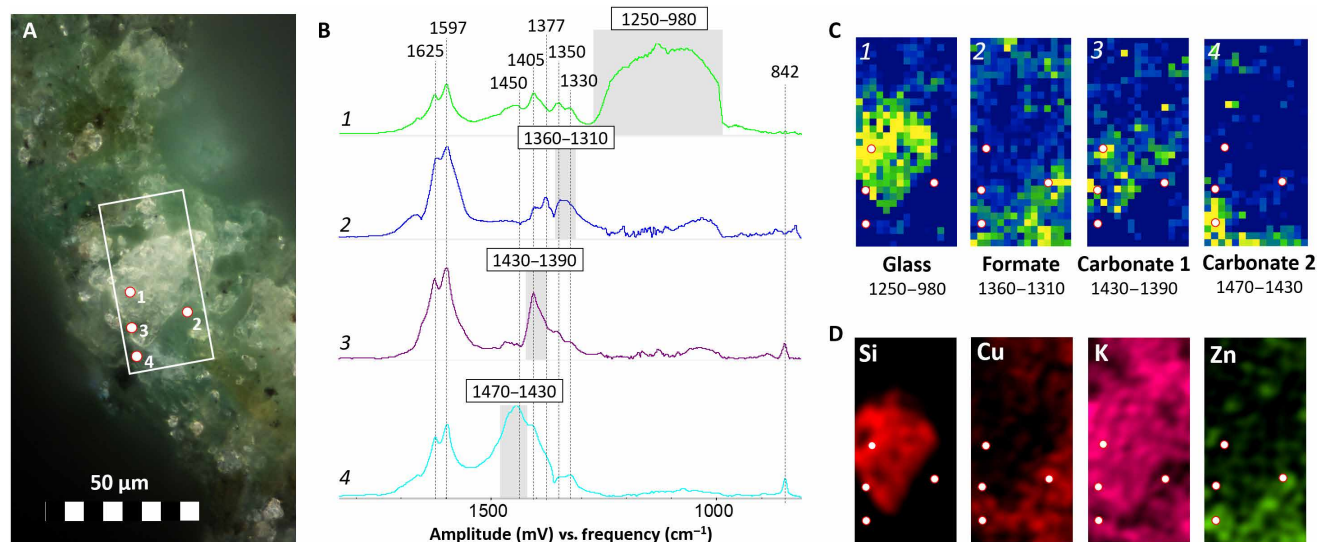 A
1
3
2
4
50 µm
B
1597
1625
1377
1405
1350
1450
1330
1250–980
842
1
1360–1310
2
1430–1390
3
1470–1430
4
1500
1000
Amplitude (mV) vs. frequency (cm⁻¹)
C
1 2 3 4
Glass Formate Carbonate 1 Carbonate 2
1250–980 1360–1310 1430–1390 1470–1430
D
Si Cu K Zn